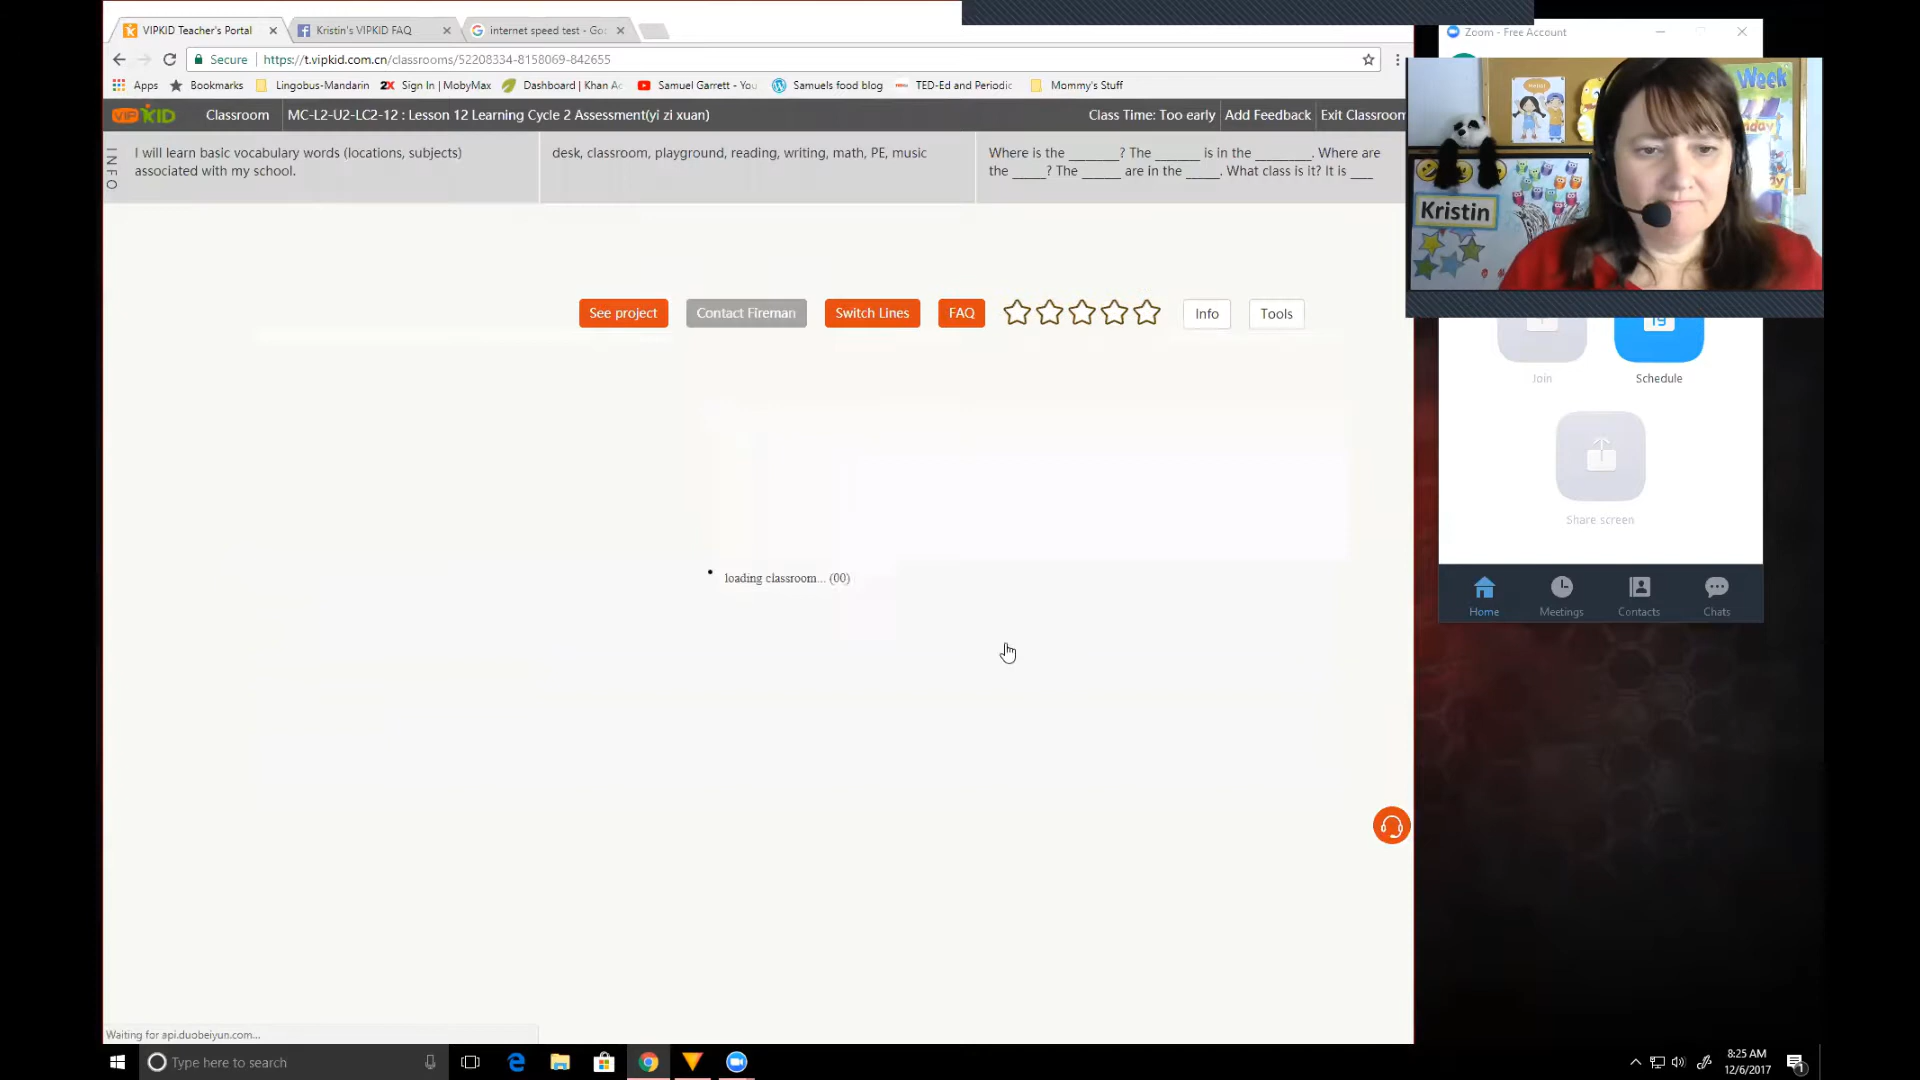 VIPKID Teacher's Portal
Kristin's VIPKID FAQ
internet speed test - Go
Zoom - Free Account
Secure
https://t.vipkid.com.cn/classrooms/52208334-8158069-842655
Apps
Bookmarks
Lingobus-Mandarin
2X Sign In | MobyMax
Dashboard | Khan Ac
Samuel Garrett - You
Samuels food blog
TED-Ed and Periodic
Mommy's Stuff
VIPKID
Classroom
MC-L2-U2-LC2-12 : Lesson 12 Learning Cycle 2 Assessment(yi zi xuan)
Class Time: Too early
Add Feedback
Exit Classroom
INFO
I will learn basic vocabulary words (locations, subjects)
associated with my school.
desk, classroom, playground, reading, writing, math, PE, music
Where is the _______? The ______ is in the ________. Where are
the _____? The ______ are in the _____. What class is it? It is ____
Week
Kristin
See project
Contact Fireman
Switch Lines
FAQ
Info
Tools
19
Join
Schedule
Share screen
Home
Meetings
Contacts
Chats
loading classroom... (00)
Waiting for api.duobeiyun.com...
Type here to search
8:25 AM
12/6/2017
1